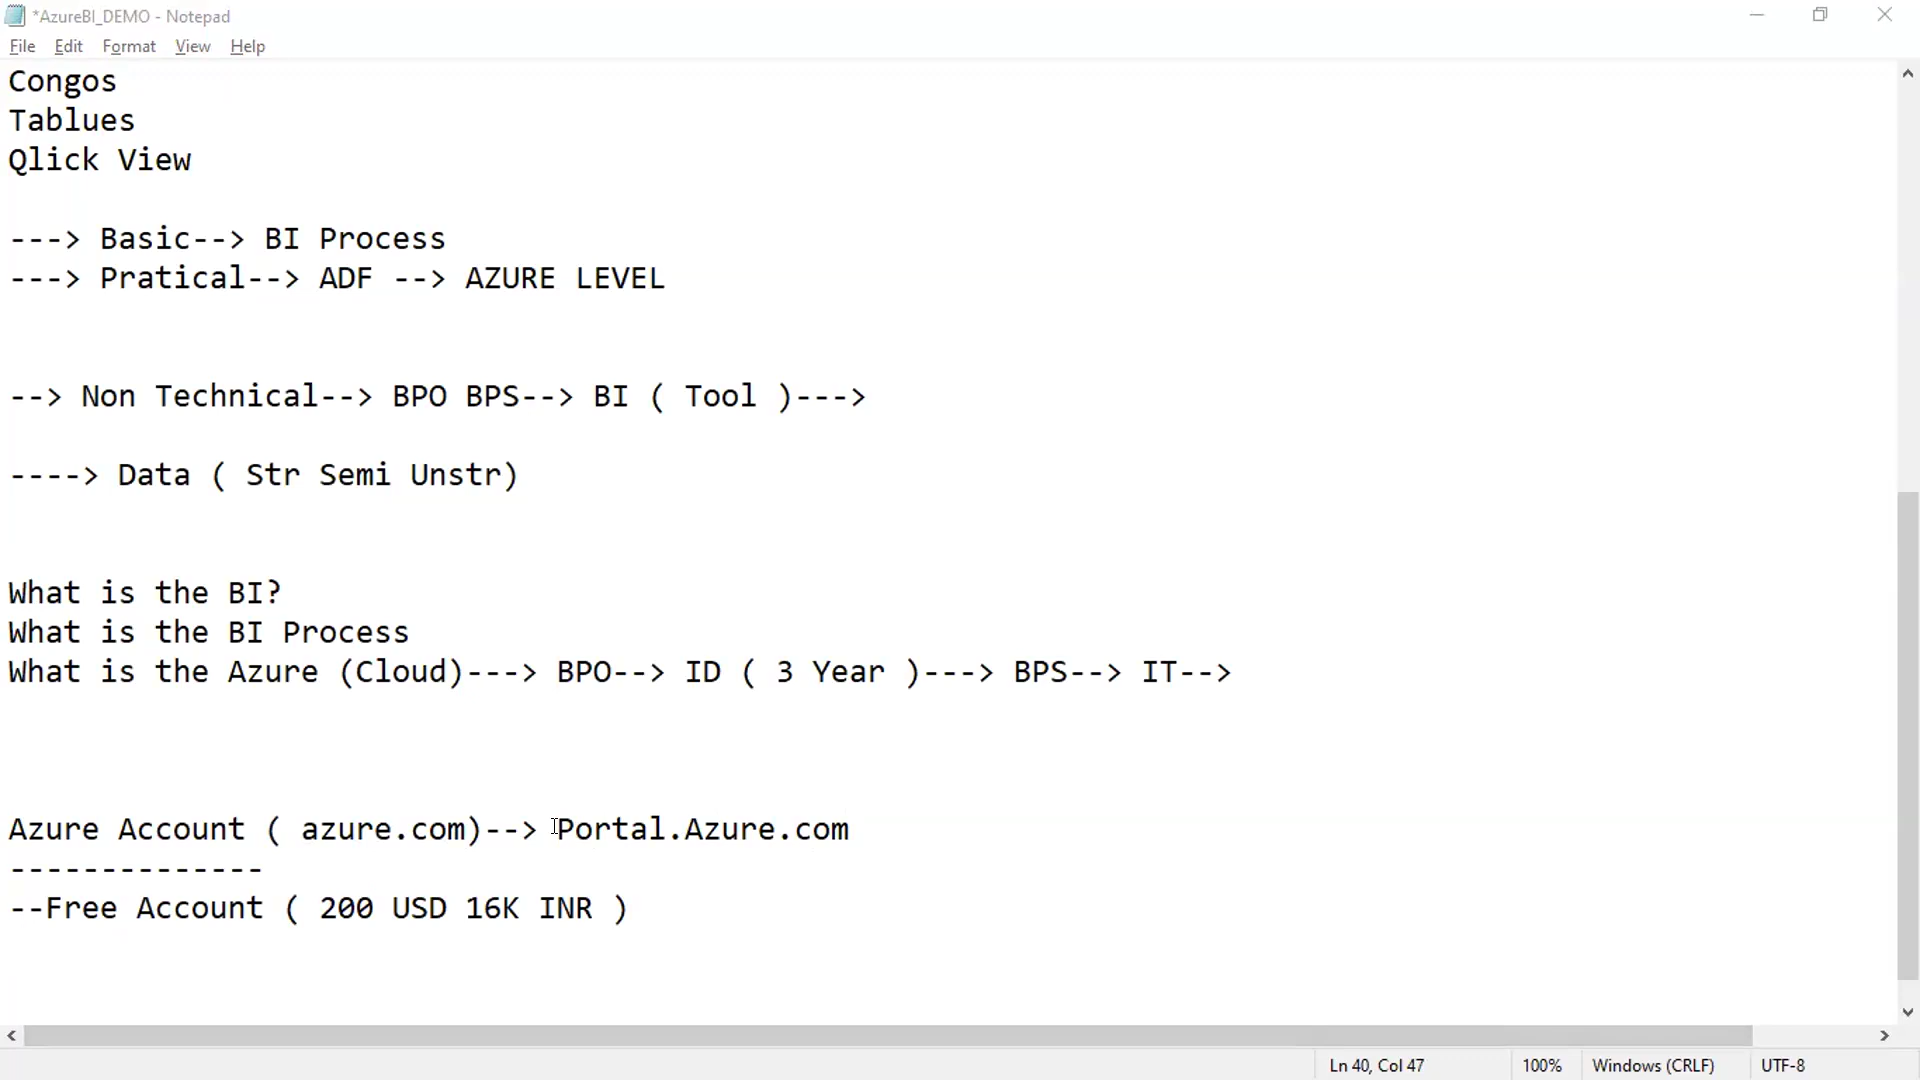 *AzureBI_DEMO - Notepad
File Edit Format View Help
Congos
Tablues
Qlick View
---> Basic--> BI Process
---> Pratical--> ADF --> AZURE LEVEL
--> Non Technical--> BPO BPS--> BI ( Tool )--->
----> Data ( Str Semi Unstr)
What is the BI?
What is the BI Process
What is the Azure (Cloud)---> BPO--> ID ( 3 Year )---> BPS--> IT-->
Azure Account ( azure.com)--> Portal.Azure.com
--------------
--Free Account ( 200 USD 16K INR )
Ln 40, Col 47 100% Windows (CRLF) UTF-8